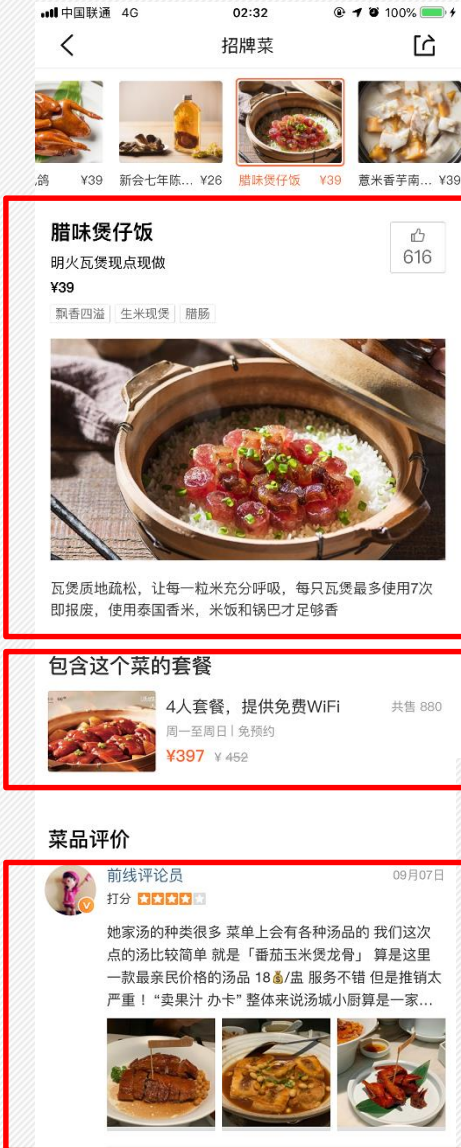 中国联通 4G 02:32 100%
招牌菜
鸽 ¥39 新会七年陈... ¥26 腊味煲仔饭 ¥39 薏米香芋南... ¥39
腊味煲仔饭
616
明火瓦煲现点现做
¥39
飘香四溢 生米现煲 腊肠
瓦煲质地疏松，让每一粒米充分呼吸，每只瓦煲最多使用7次
即报废，使用泰国香米，米饭和锅巴才足够香
包含这个菜的套餐
4人套餐，提供免费WiFi 共售 880
周一至周日 | 免预约
¥397 ¥ 452
菜品评价
前线评论员 09月07日
打分
V
她家汤的种类很多 菜单上会有各种汤品的 我们这次
点的汤比较简单 就是「番茄玉米煲龙骨」 算是这里
一款最亲民价格的汤品 18💰/盅 服务不错 但是推销太
严重！“卖果汁 办卡” 整体来说汤城小厨算是一家...